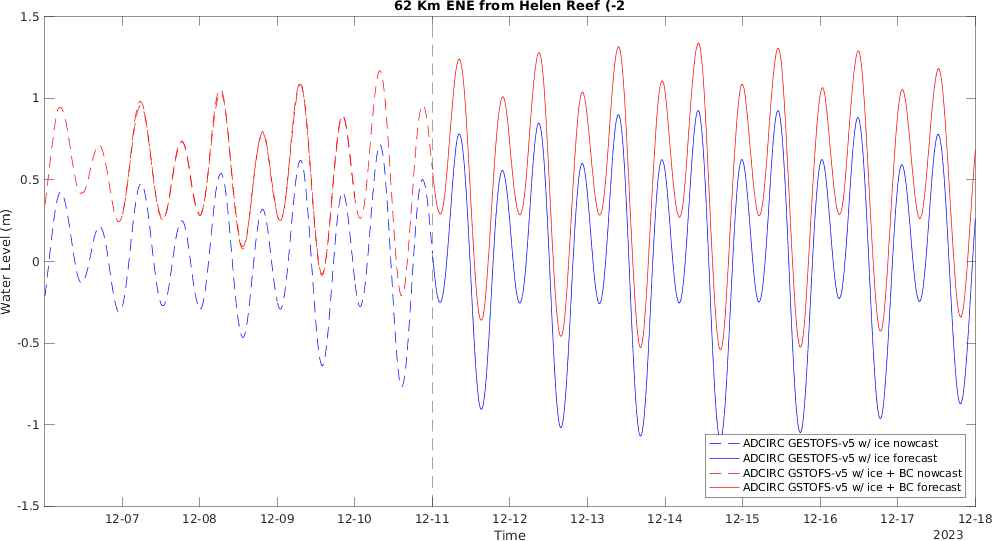 62 Km ENE from Helen Reef (-2
1.5
1
0.5
0
-0.5
-1
-1.5
Water Level (m)
ADCIRC GESTOFS-v5 w/ ice nowcast
ADCIRC GESTOFS-v5 w/ ice forecast
ADCIRC GSTOFS-v5 w/ ice + BC nowcast
ADCIRC GSTOFS-v5 w/ ice + BC forecast
12-07 12-08 12-09 12-10 12-11 12-12 12-13 12-14 12-15 12-16 12-17 12-18
Time
2023